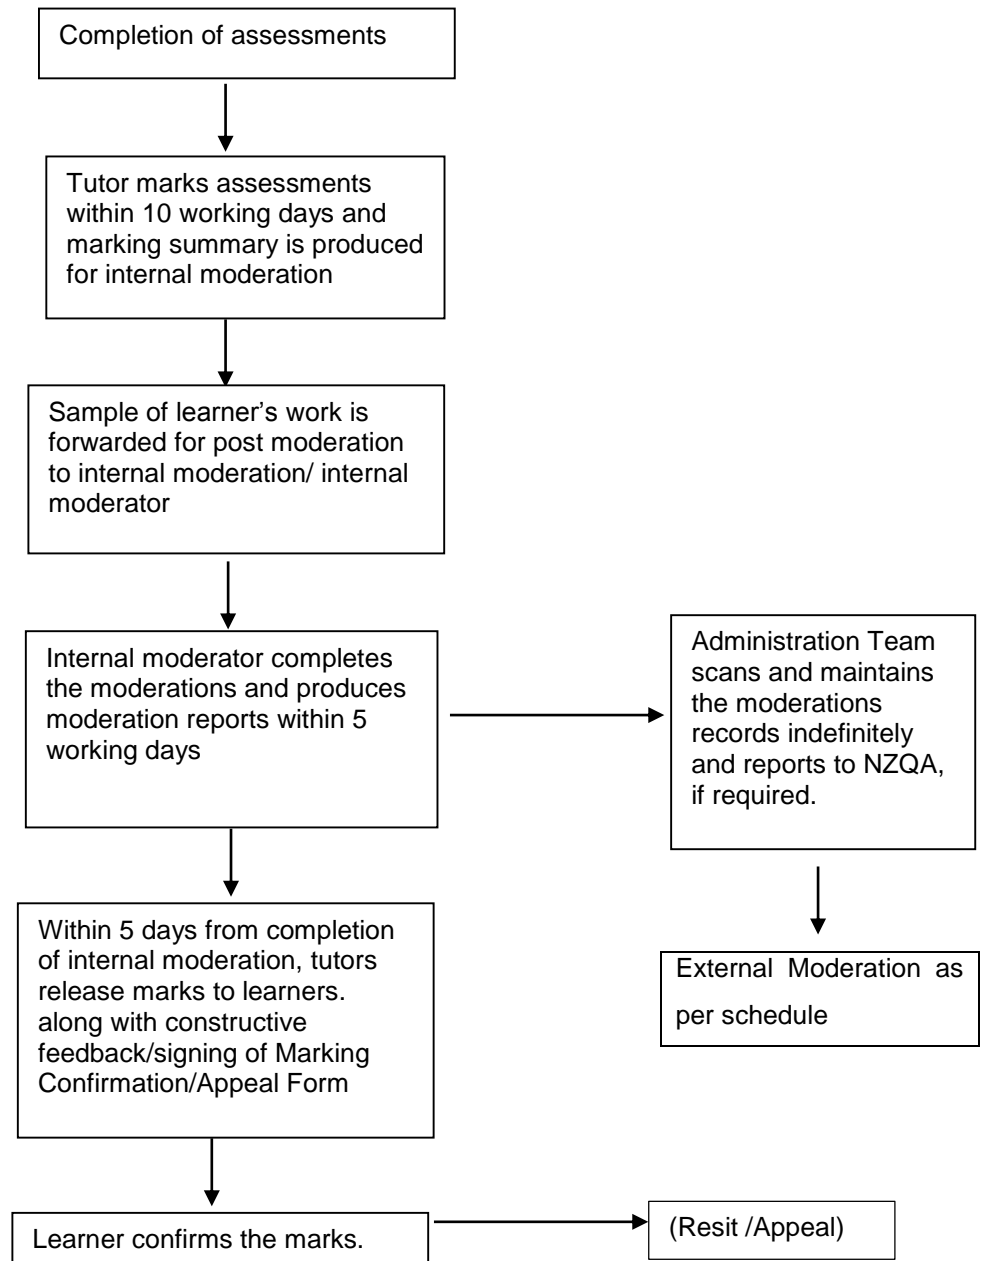 Completion of assessments
Tutor marks assessments
within 10 working days and
marking summary is produced
for internal moderation
Sample of learner’s work is
forwarded for post moderation
to internal moderation/ internal
moderator
Internal moderator completes
the moderations and produces
moderation reports within 5
working days
Administration Team
scans and maintains
the moderations
records indefinitely
and reports to NZQA,
if required.
Within 5 days from completion
of internal moderation, tutors
release marks to learners.
along with constructive
feedback/signing of Marking
Confirmation/Appeal Form
External Moderation as
per schedule
Learner confirms the marks.
(Resit /Appeal)